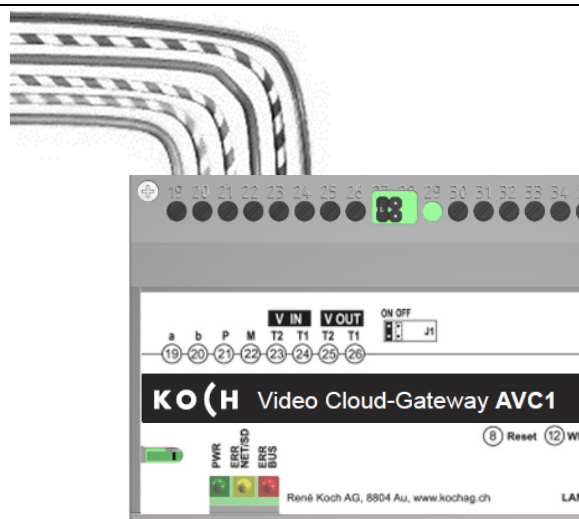 19 20 21 22 23 24 25 26 27 28 29 30 31 32 33 34
V IN V OUT ON OFF
a b P M T2 T1 T2 T1 J1
19 20 21 22 23 24 25 26
KOCH Video Cloud-Gateway AVC1
8 Reset 12
PWR
ERR NET/SD
ERR BUS
René Koch AG, 8804 Au, www.kochag.ch